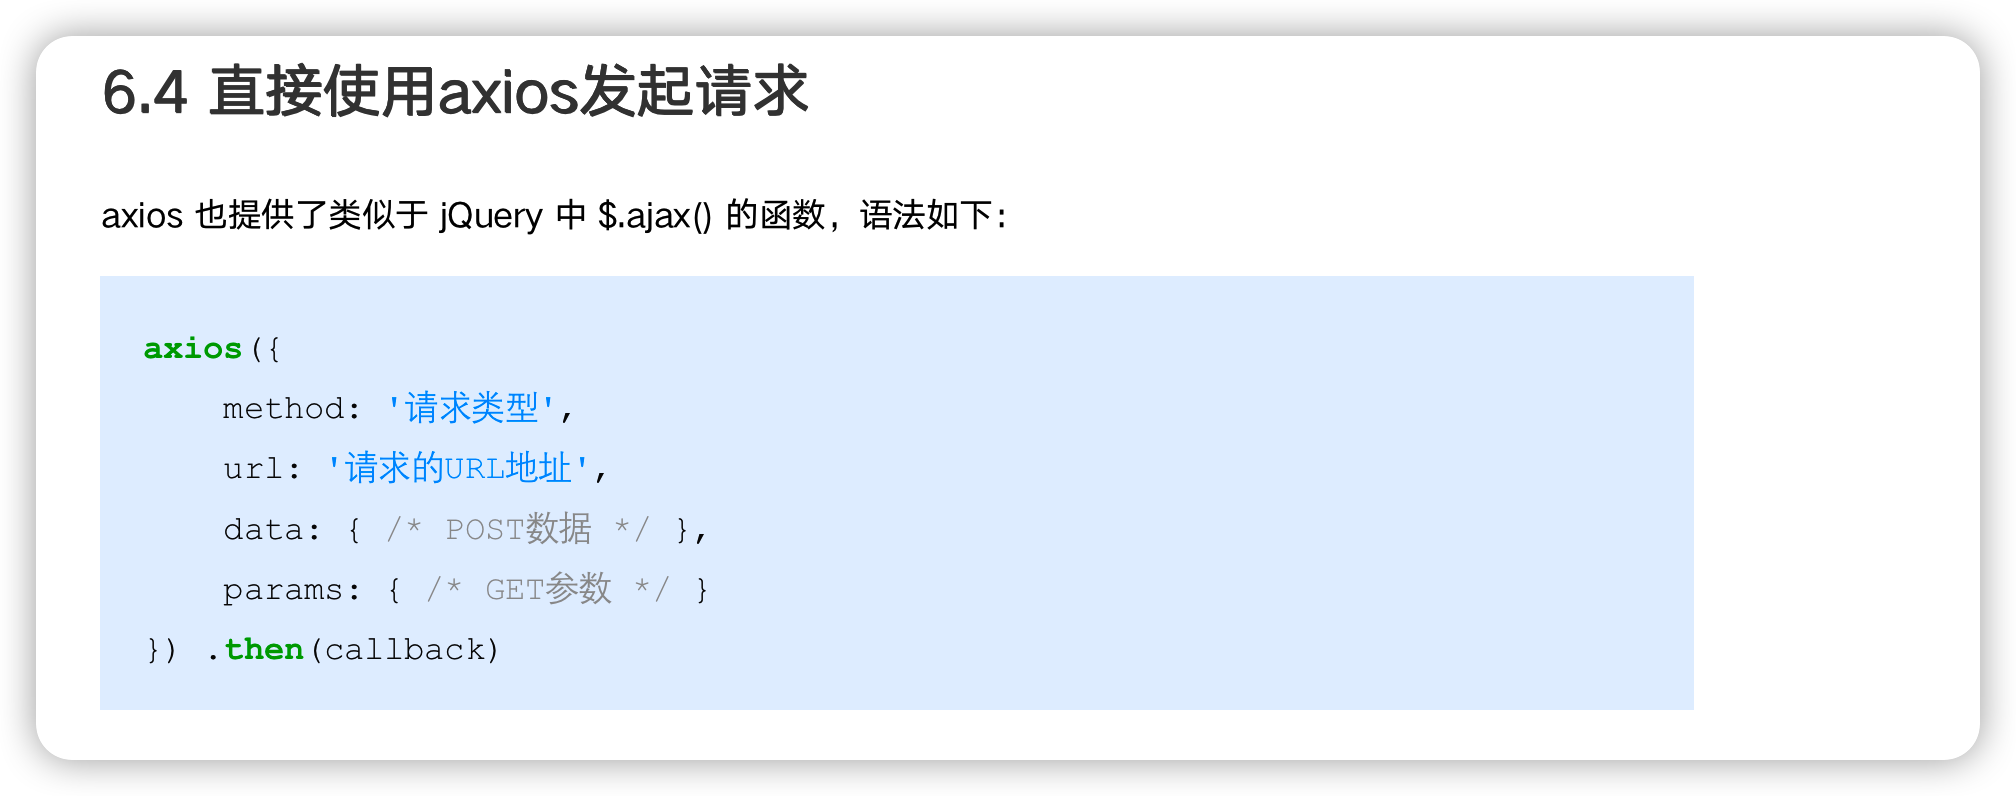 6.4 直接使用axios发起请求
axios 也提供了类似于 jQuery 中 $.ajax() 的函数，语法如下：
axios({
    method: '请求类型',
    url: '请求的URL地址',
    data: { /* POST数据 */ },
    params: { /* GET参数 */ }
}) .then(callback)